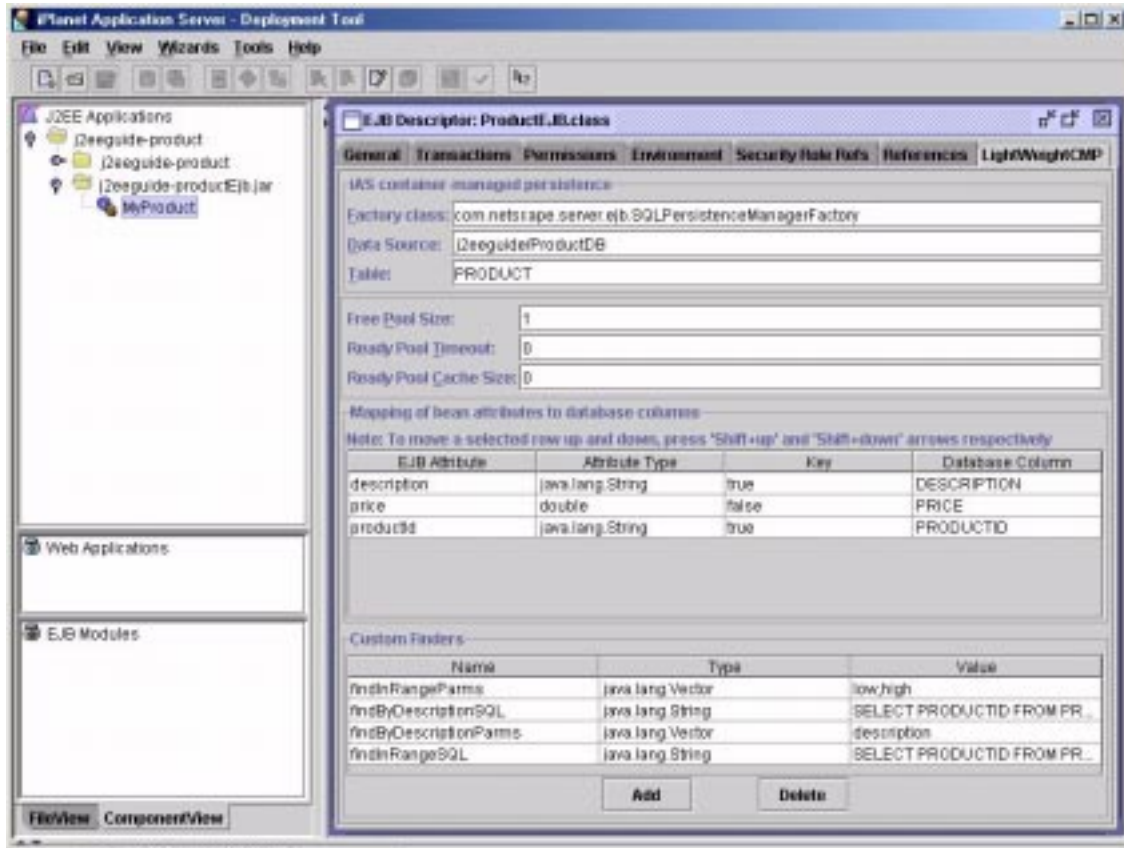 iPlanet Application Server - Deployment Tool
File Edit View Wizards Tools Help
J2EE Applications
j2eeguide-product
j2eeguide-product
j2eeguide-productEjb.jar
MyProduct
Web Applications
EJB Modules
FileView ComponentView
EJB Descriptor: ProductEJB.class
General Transactions Permissions Environment Security Role Refs References LightWeightCMP
IAS container managed persistence
Factory class: com.netscape.server.ejb.SQLPersistenceManagerFactory
Data Source: j2eeguide/ProductDB
Table: PRODUCT
Free Pool Size: 1
Ready Pool Timeout: 0
Ready Pool Cache Size: 0
Mapping of bean attributes to database columns
Note: To move a selected row up and down, press 'Shift+up' and 'Shift+down' arrows respectively
EJB Attribute Attribute Type Key Database Column
description java.lang.String true DESCRIPTION
price double false PRICE
productId java.lang.String true PRODUCTID
Custom Finders
Name Type Value
findInRangeParms java.lang.Vector low,high
findByDescriptionSQL java.lang.String SELECT PRODUCTID FROM PR...
findByDescriptionParms java.lang.Vector description
findInRangeSQL java.lang.String SELECT PRODUCTID FROM PR...
Add Delete